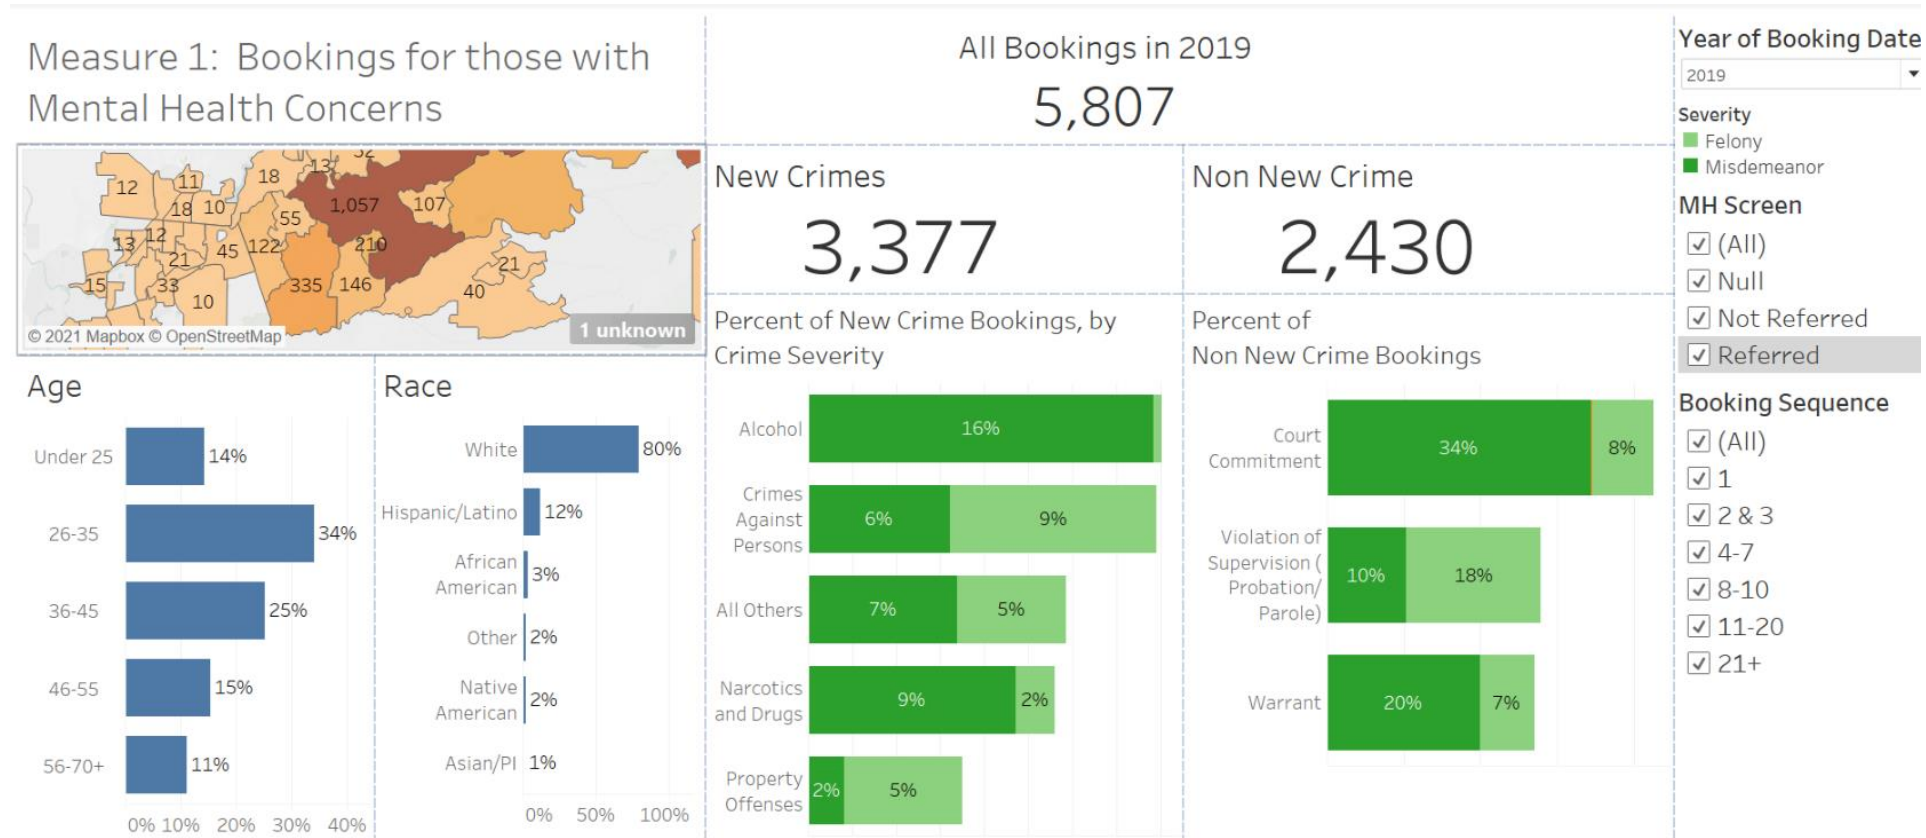 Measure 1: Bookings for those with
Mental Health Concerns
All Bookings in 2019
5,807
New Crimes
3,377
Non New Crime
2,430
12
11
18
10
18
13
32
55
1,057
107
13
12
21
45
122
210
15
33
10
335
146
40
21
© 2021 Mapbox © OpenStreetMap
1 unknown
Age
Under 25
14%
26-35
34%
36-45
25%
46-55
15%
56-70+
11%
0% 10% 20% 30% 40%
Race
White
80%
Hispanic/Latino
12%
African
American
3%
Other
2%
Native
American
2%
Asian/PI
1%
0% 50% 100%
Percent of New Crime Bookings, by
Crime Severity
Alcohol
16%
Crimes
Against
Persons
6% 9%
All Others
7% 5%
Narcotics
and Drugs
9% 2%
Property
Offenses
2% 5%
Percent of
Non New Crime Bookings
Court
Commitment
34% 8%
Violation of
Supervision (
Probation/
Parole)
10% 18%
Warrant
20% 7%
Year of Booking Date
2019
Severity
Felony
Misdemeanor
MH Screen
(All)
Null
Not Referred
Referred
Booking Sequence
(All)
1
2 & 3
4-7
8-10
11-20
21+